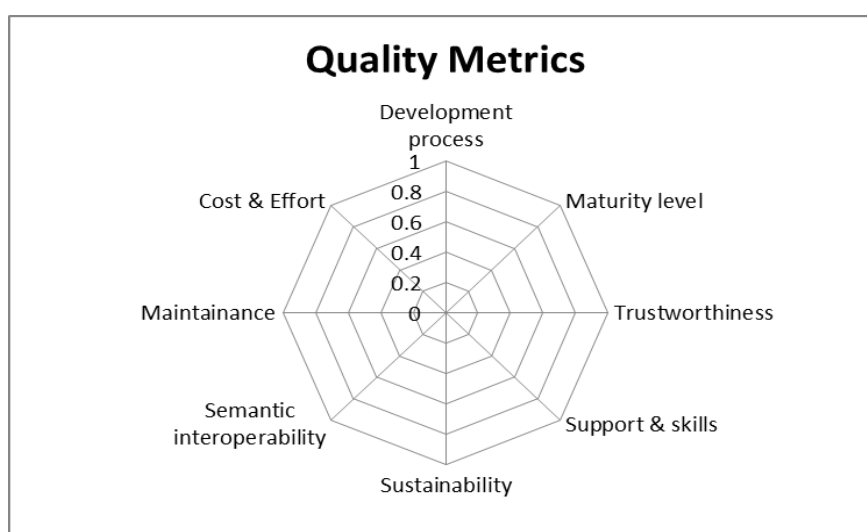 Quality Metrics
Development
process
1
0.8
0.6
0.4
0.2
0
Maturity level
Trustworthiness
Support & skills
Sustainability
Semantic
interoperability
Maintainance
Cost & Effort